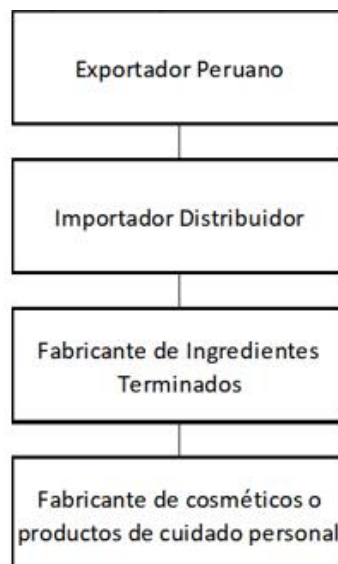 Exportador Peruano
Importador Distribuidor
Fabricante de Ingredientes
Terminados
Fabricante de cosméticos o
productos de cuidado personal